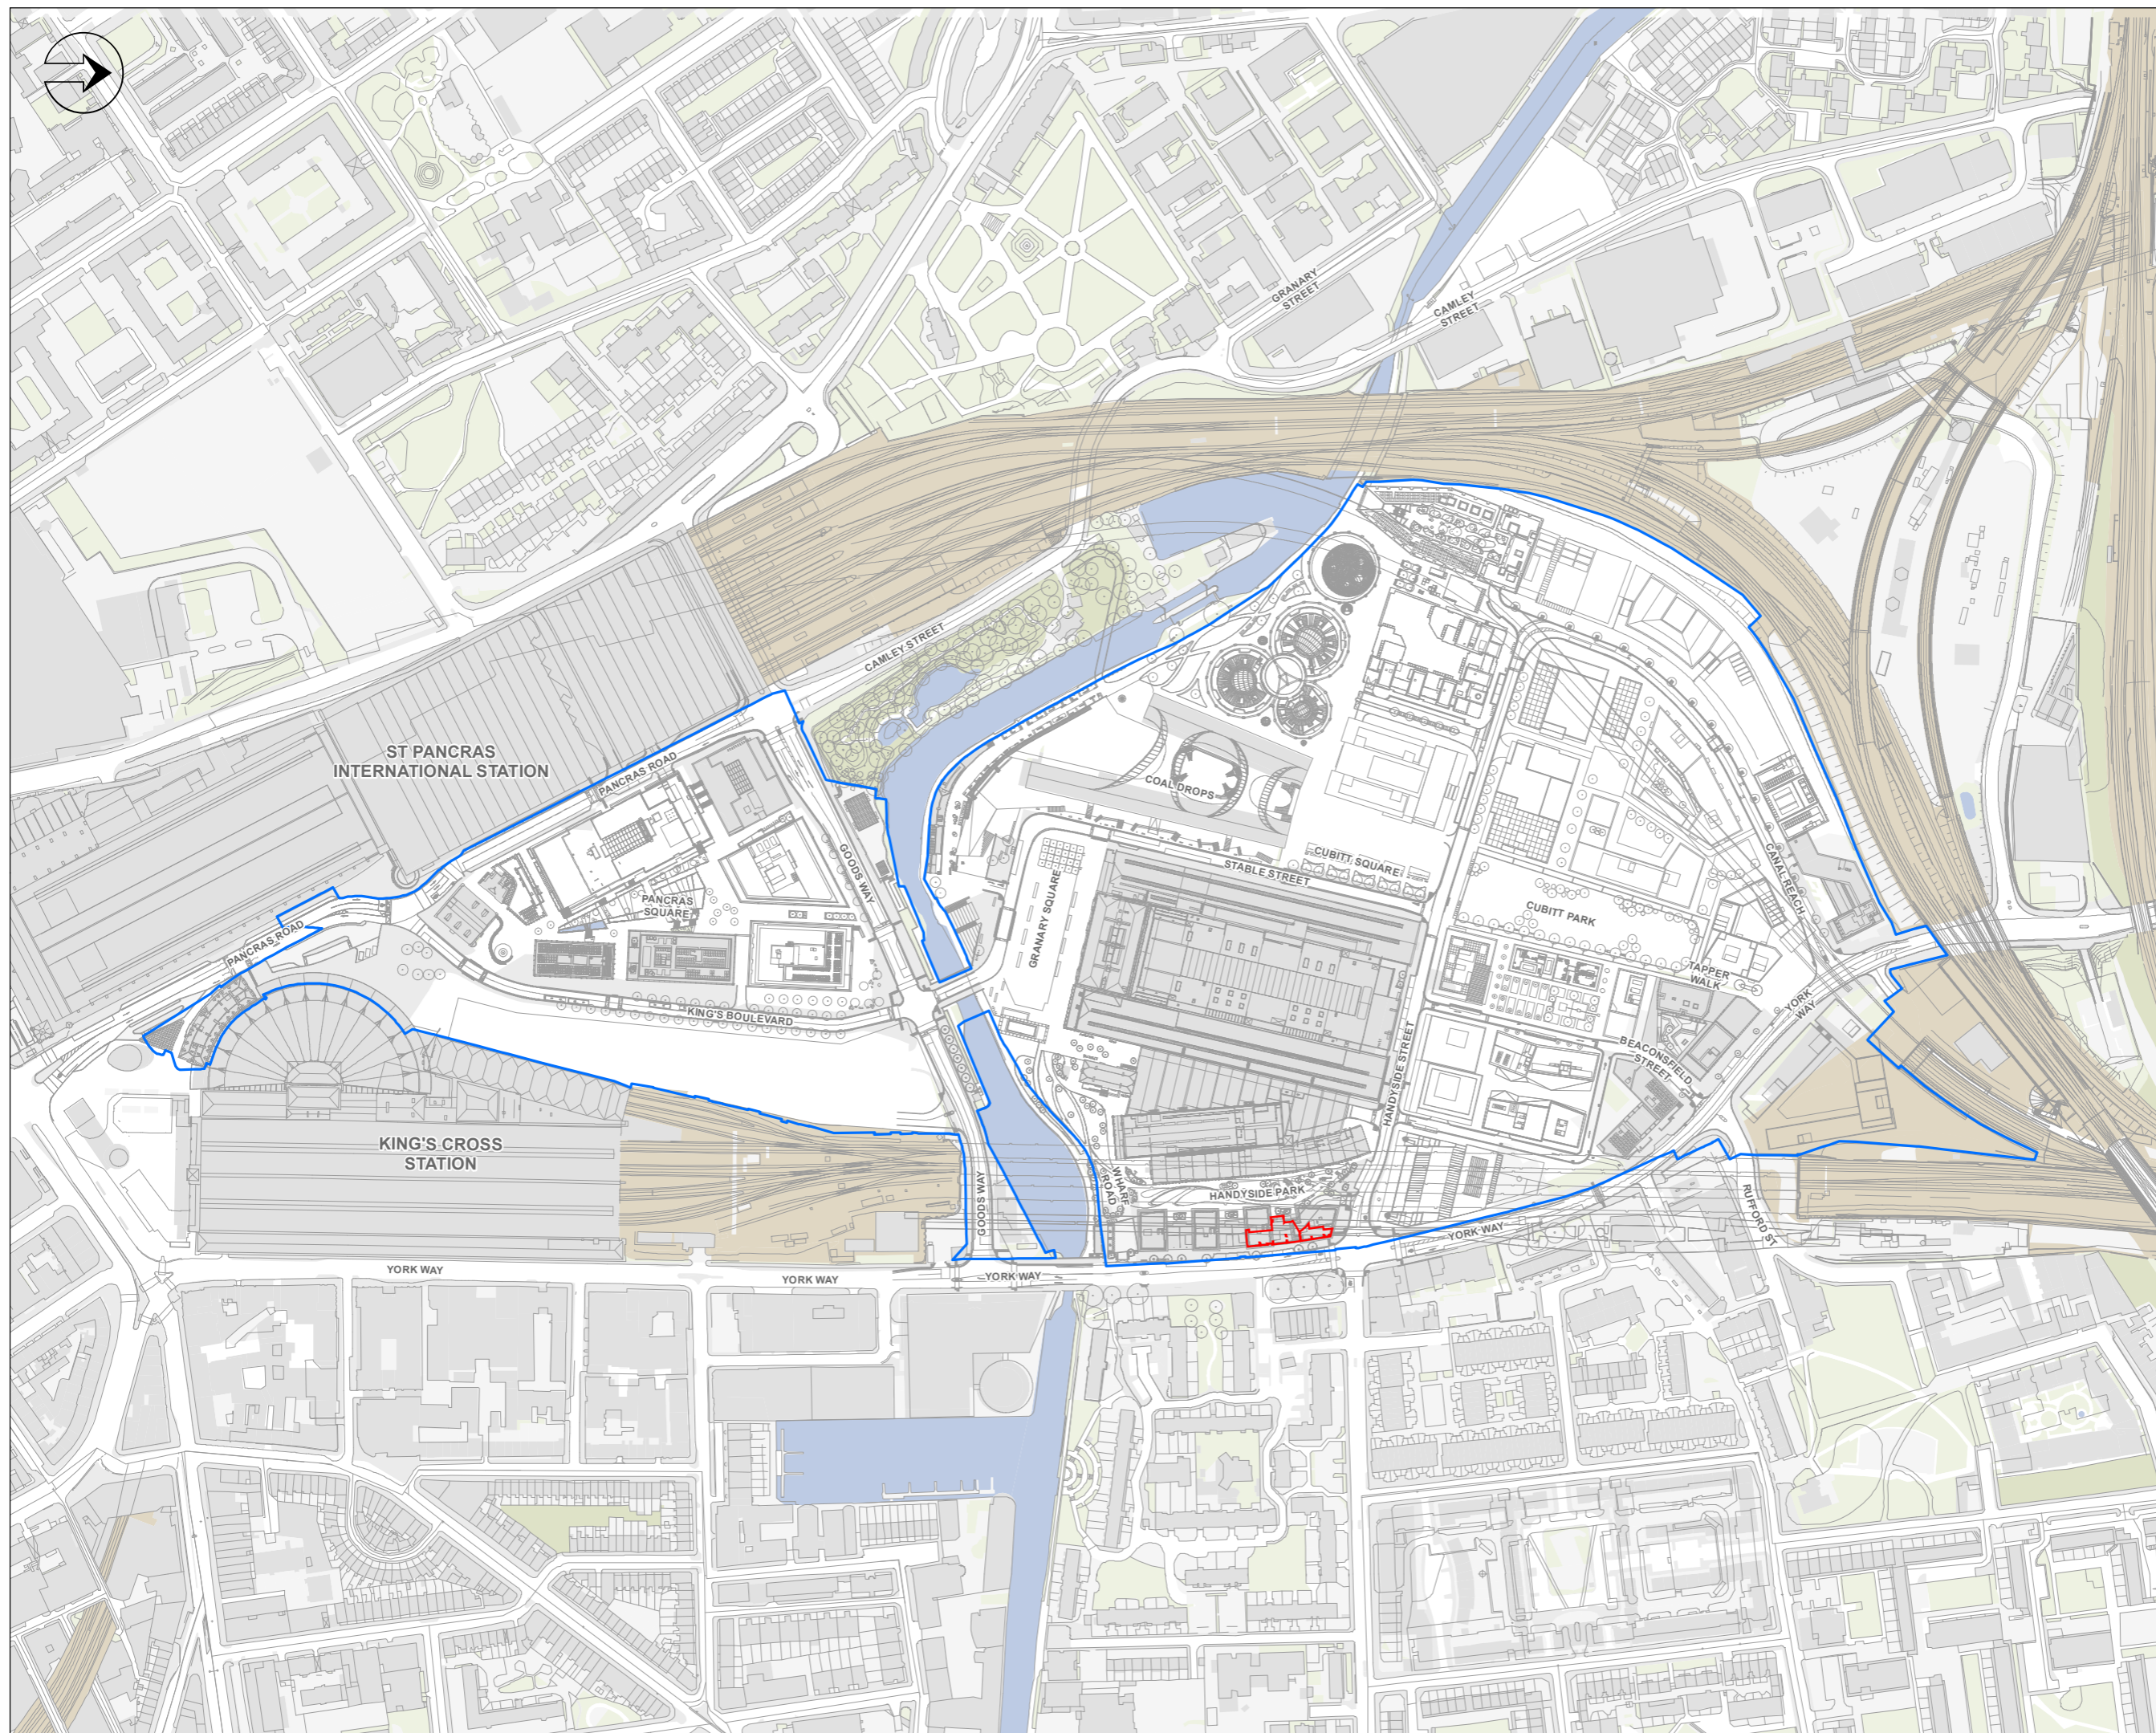 GRANARY
STREET
CAMLEY
STREET
CAMLEY STREET
ST PANCRAS
INTERNATIONAL STATION
PANCRAS ROAD
COAL DROPS
GOODS WAY
CUBITT SQUARE
STABLE STREET
CANAL REACH
PANCRAS
SQUARE
GRANARY SQUARE
CUBITT PARK
PANCRAS ROAD
TAPPER
WALK
YORK
WAY
KING'S BOULEVARD
HANDYSIDE STREET
BEACONSFIELD
STREET
KING'S CROSS
STATION
GOODS WAY
WHARF
ROAD
HANDYSIDE PARK
RUFFORD ST
YORK WAY
YORK WAY
YORK WAY
YORK WAY